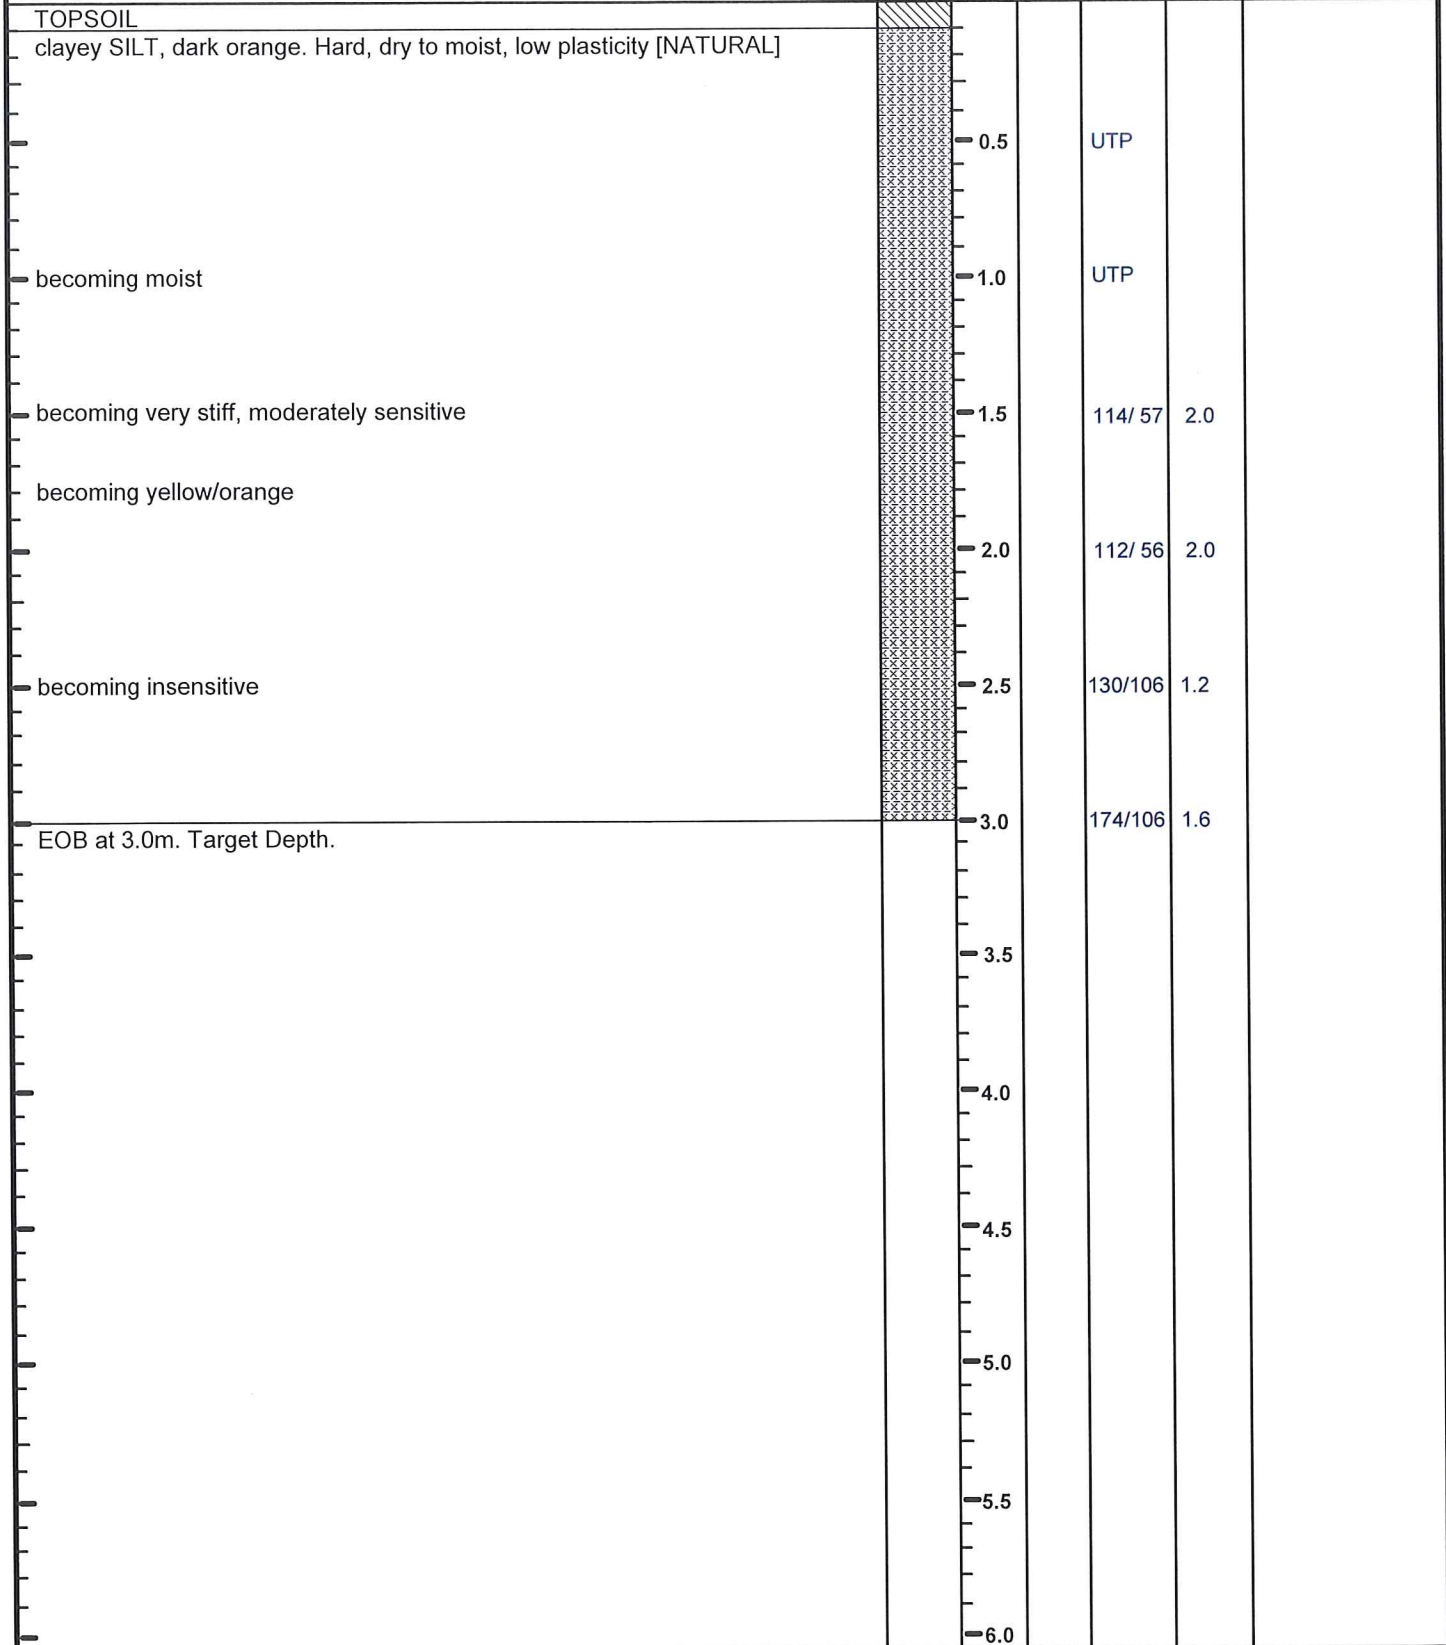 TOPSOIL
clayey SILT, dark orange. Hard, dry to moist, low plasticity [NATURAL]
0.5 UTP
becoming moist 1.0 UTP
becoming very stiff, moderately sensitive 1.5 114/ 57 2.0
becoming yellow/orange
2.0 112/ 56 2.0
becoming insensitive 2.5 130/106 1.2
3.0 174/106 1.6
EOB at 3.0m. Target Depth.
3.5
4.0
4.5
5.0
5.5
6.0